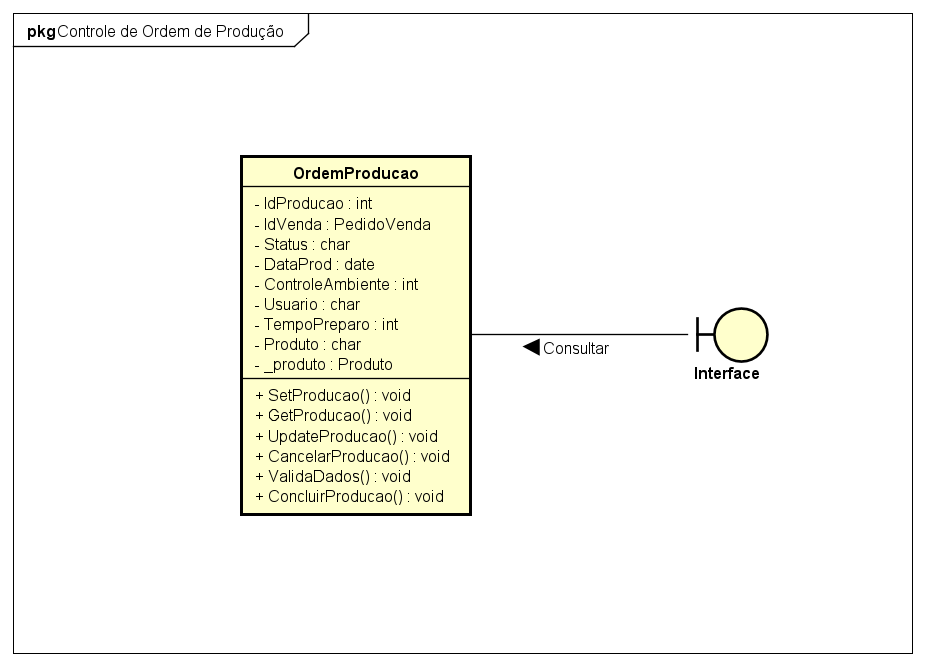 pkg Controle de Ordem de Produção
OrdemProducao
- IdProducao : int
- IdVenda : PedidoVenda
- Status : char
- DataProd : date
- ControleAmbiente : int
- Usuario : char
- TempoPreparo : int
- Produto : char
- _produto : Produto
+ SetProducao() : void
+ GetProducao() : void
+ UpdateProducao() : void
+ CancelarProducao() : void
+ ValidaDados() : void
+ ConcluirProducao() : void
Consultar
Interface